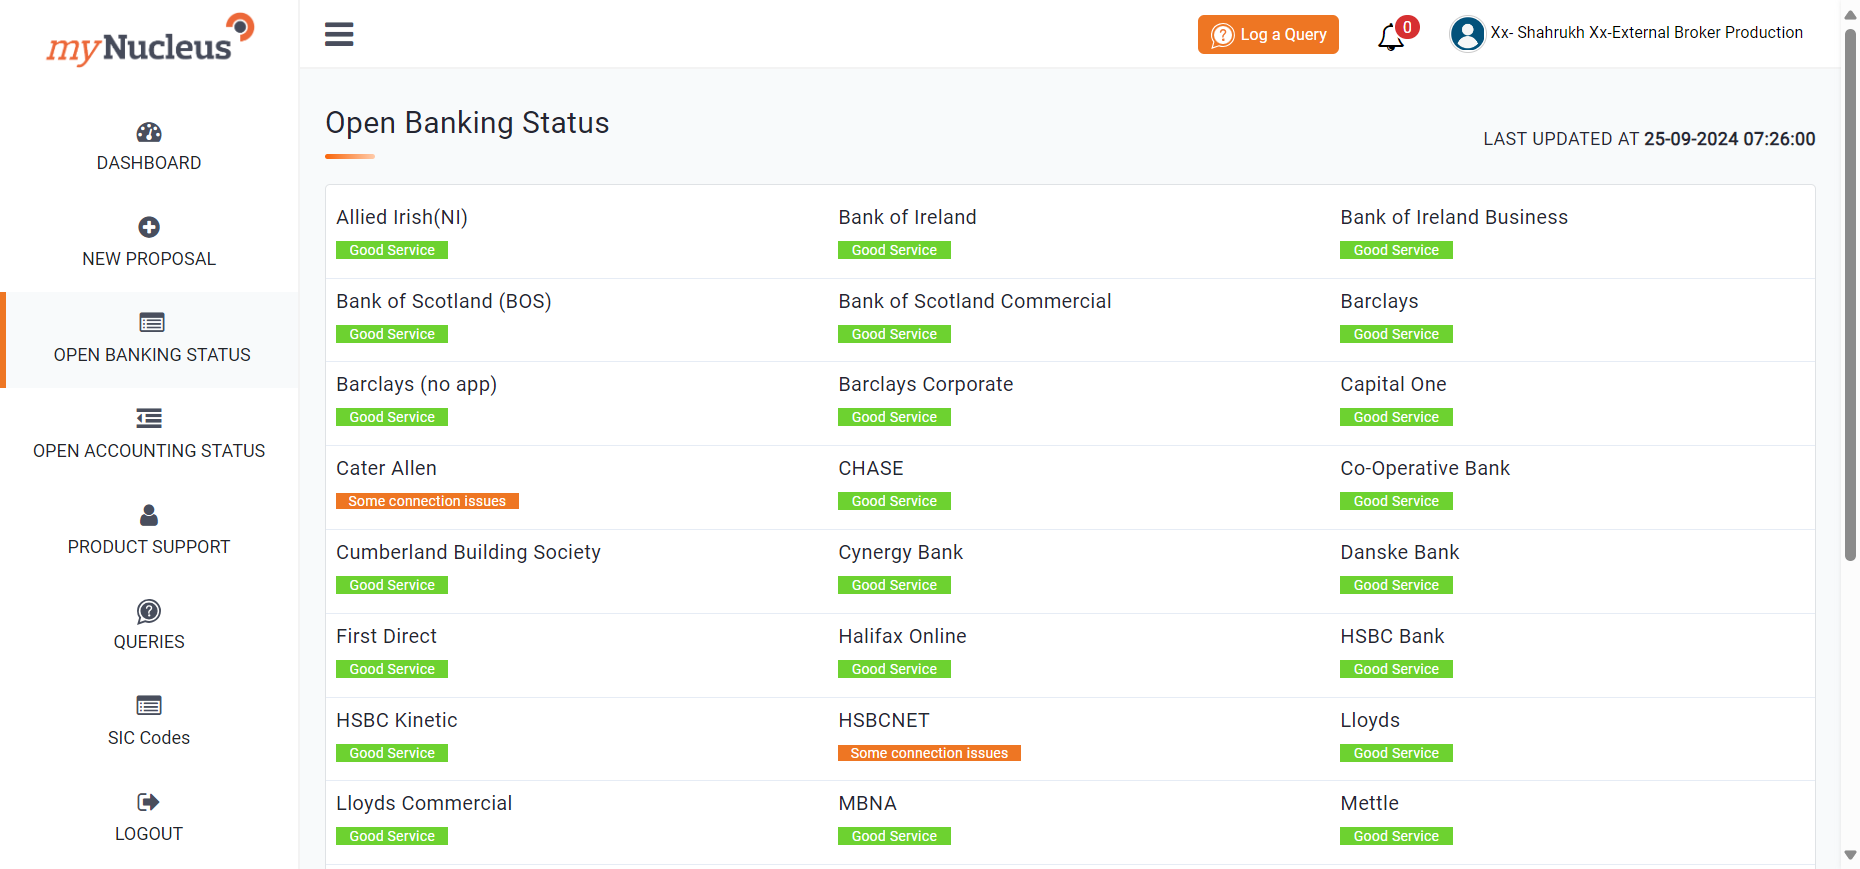 myNucleus
Log a Query
0
Xx- Shahrukh Xx-External Broker Production
DASHBOARD
NEW PROPOSAL
OPEN BANKING STATUS
OPEN ACCOUNTING STATUS
PRODUCT SUPPORT
QUERIES
SIC Codes
LOGOUT
Open Banking Status
LAST UPDATED AT 25-09-2024 07:26:00
Allied Irish(NI)
Good Service
Bank of Ireland
Good Service
Bank of Ireland Business
Good Service
Bank of Scotland (BOS)
Good Service
Bank of Scotland Commercial
Good Service
Barclays
Good Service
Barclays (no app)
Good Service
Barclays Corporate
Good Service
Capital One
Good Service
Cater Allen
Some connection issues
CHASE
Good Service
Co-Operative Bank
Good Service
Cumberland Building Society
Good Service
Cynergy Bank
Good Service
Danske Bank
Good Service
First Direct
Good Service
Halifax Online
Good Service
HSBC Bank
Good Service
HSBC Kinetic
Good Service
HSBCNET
Some connection issues
Lloyds
Good Service
Lloyds Commercial
Good Service
MBNA
Good Service
Mettle
Good Service